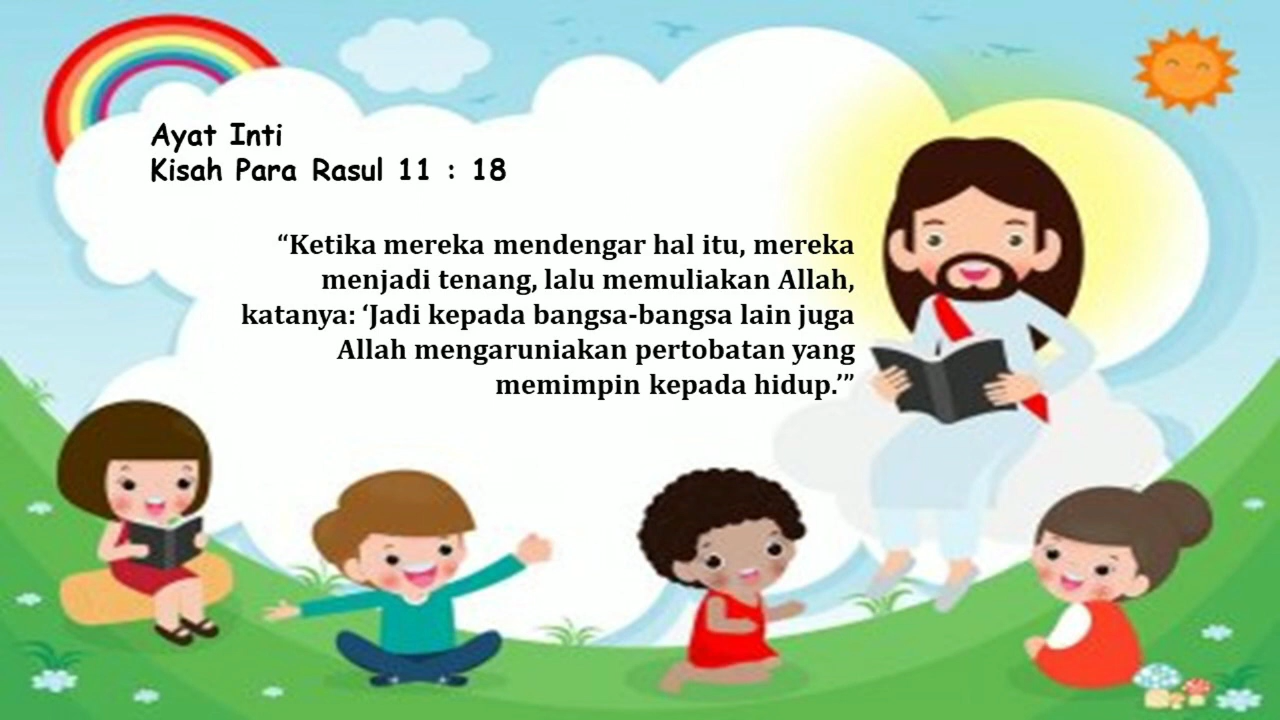 Ayat Inti
Kisah Para Rasul 11 : 18
“Ketika mereka mendengar hal itu, mereka
menjadi tenang, lalu memuliakan Allah,
katanya: ‘Jadi kepada bangsa-bangsa lain juga
Allah mengaruniakan pertobatan yang
memimpin kepada hidup.’”